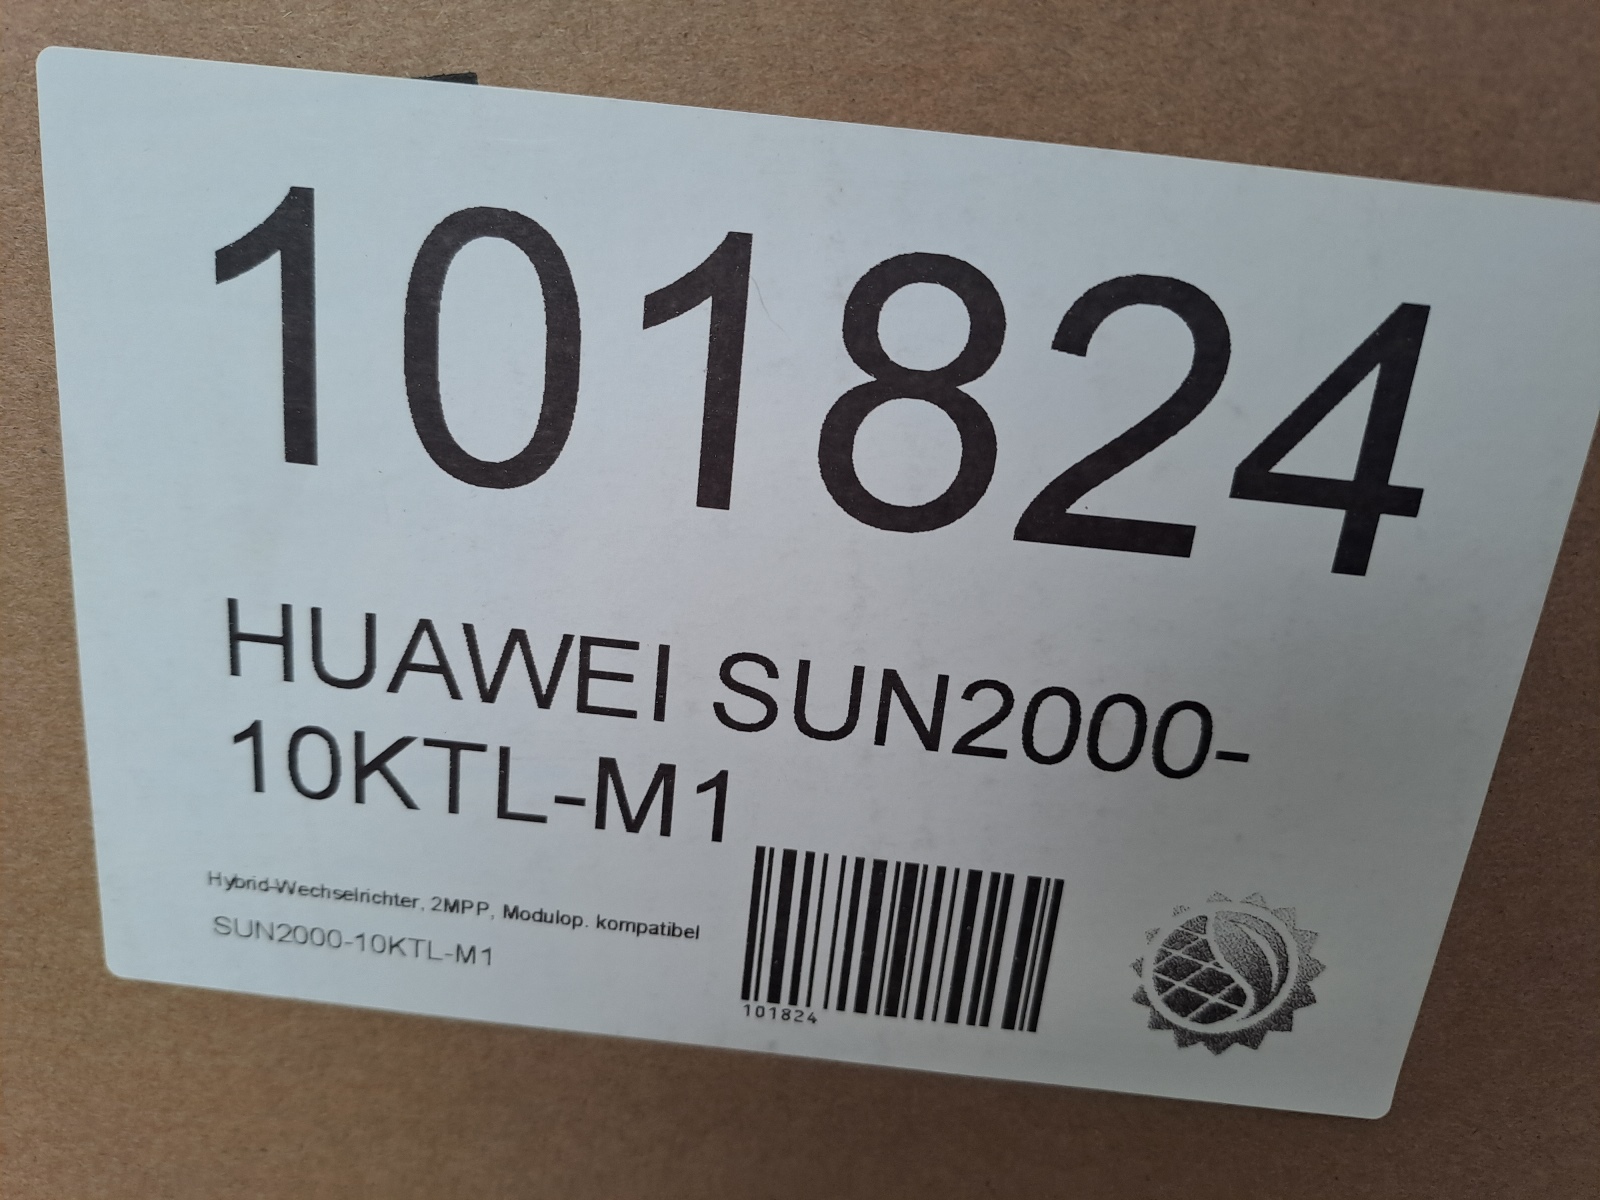 101824
HUAWEI SUN2000-
10KTL-M1
Hybrid-Wechselrichter, 2MPP, Modulop. kompatibel
SUN2000-10KTL-M1
101824